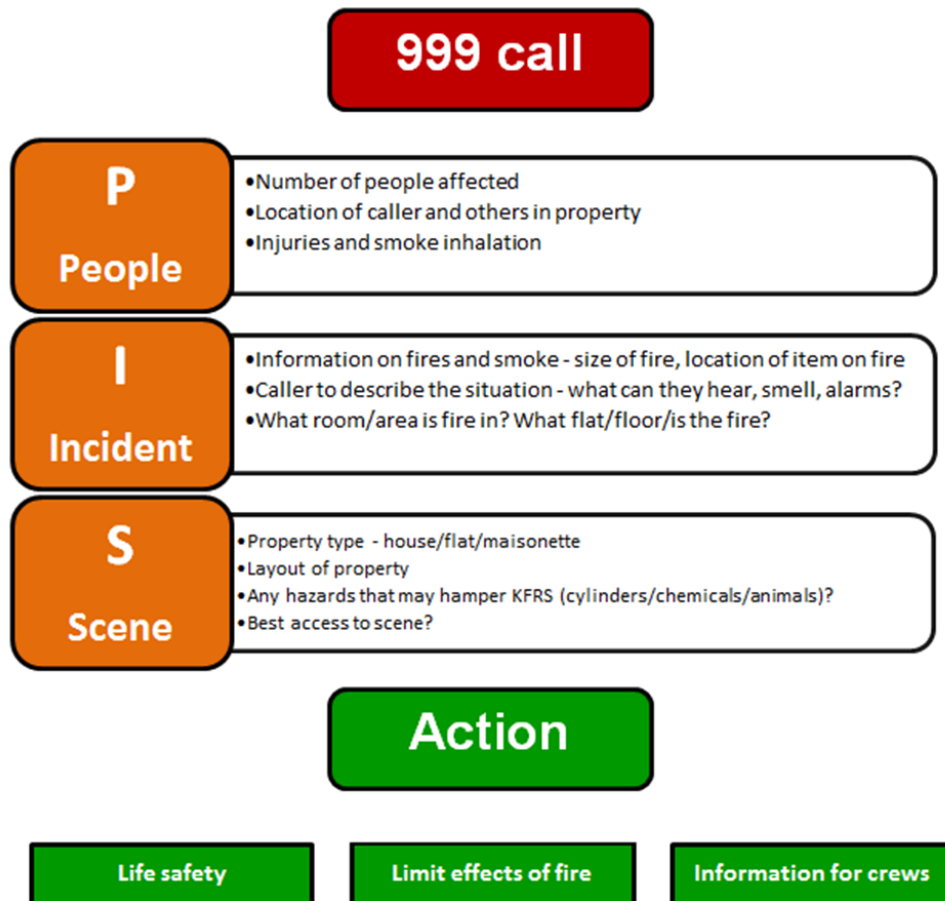 999 call
P
People
•Number of people affected
•Location of caller and others in property
•Injuries and smoke inhalation
I
Incident
•Information on fires and smoke - size of fire, location of item on fire
•Caller to describe the situation - what can they hear, smell, alarms?
•What room/area is fire in? What flat/floor/is the fire?
S
Scene
•Property type - house/flat/maisonette
•Layout of property
•Any hazards that may hamper KFRS (cylinders/chemicals/animals)?
•Best access to scene?
Action
Life safety
Limit effects of fire
Information for crews